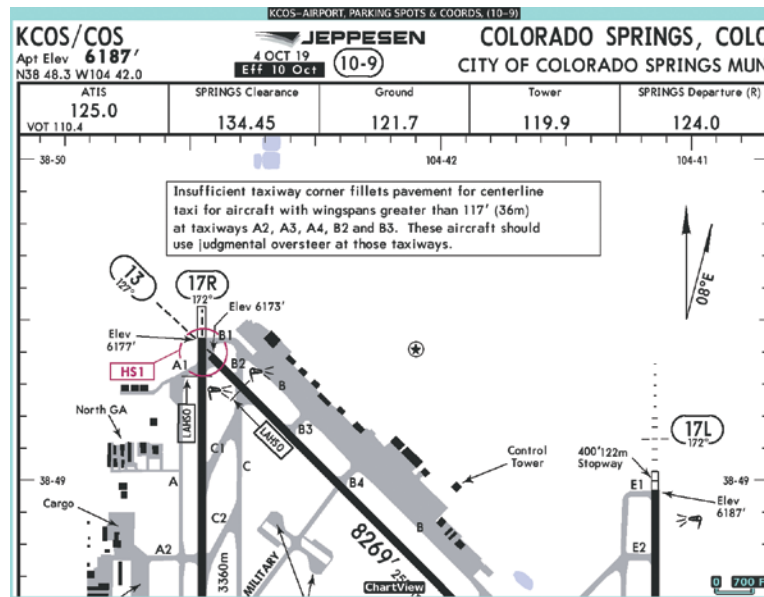 KCOS-AIRPORT, PARKING SPOTS & COORDS, (10-9)
KCOS/COS
Apt Elev 6187'
N38 48.3 W104 42.0
JEPPESEN
4 OCT 19
Eff 10 Oct
10-9
COLORADO SPRINGS, COLO
CITY OF COLORADO SPRINGS MUN
ATIS
125.0
VOT 110.4
SPRINGS Clearance
134.45
Ground
121.7
Tower
119.9
SPRINGS Departure (R)
124.0
38-50
104-42
104-41
Insufficient taxiway corner fillets pavement for centerline
taxi for aircraft with wingspans greater than 117' (36m)
at taxiways A2, A3, A4, B2 and B3. These aircraft should
use judgmental oversteer at those taxiways.
08°E
13
127°
17R
172°
Elev 6173'
Elev
6177'
HS1
A1
B1
B2
B
LAHSO
LAHSO
B3
North GA
C1
C
B4
Control
Tower
17L
172°
400'122m
Stopway
38-49
38-49
A
E1
Elev
6187'
Cargo
C2
8269'
B
A2
E2
3360m
MILITARY
ChartView
0 700 F